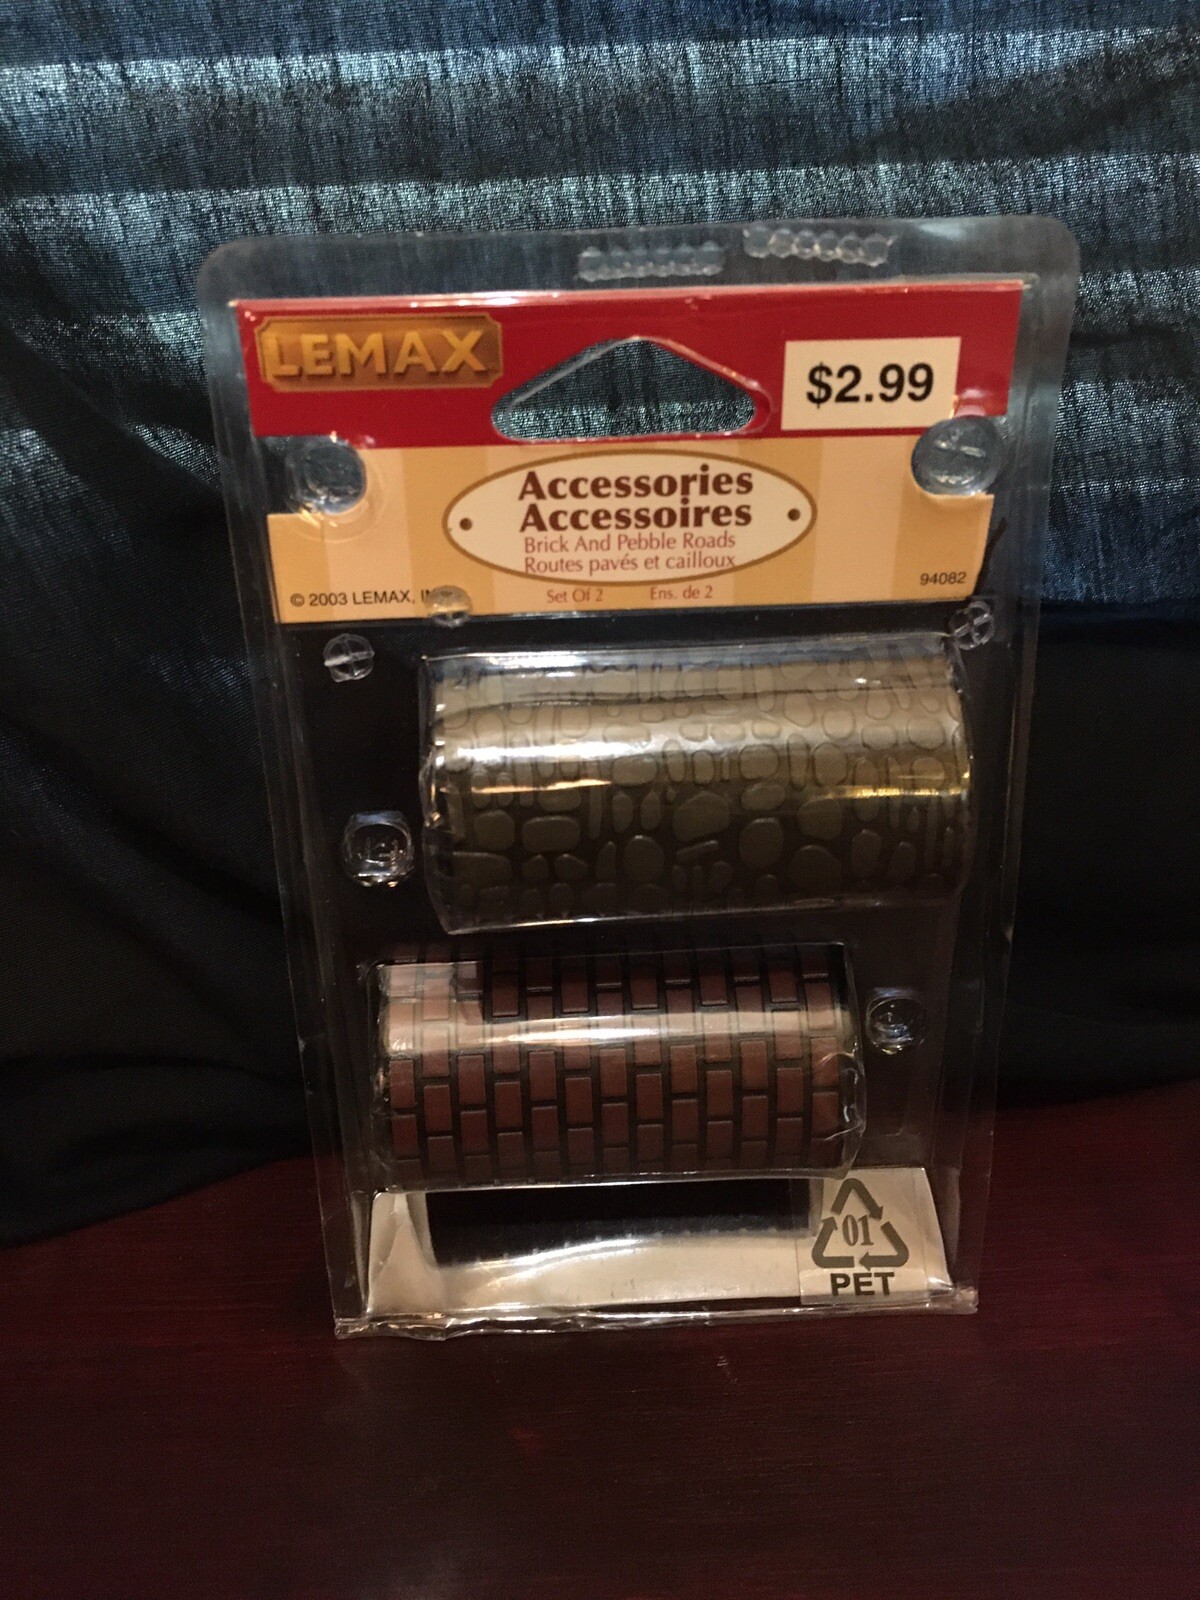 LEMAX
$2.99
Accessories
Accessoires
Brick And Pebble Roads
Routes pavés et cailloux
© 2003 LEMAX,
94082
Set Of 2 Ens. de 2
01
PET